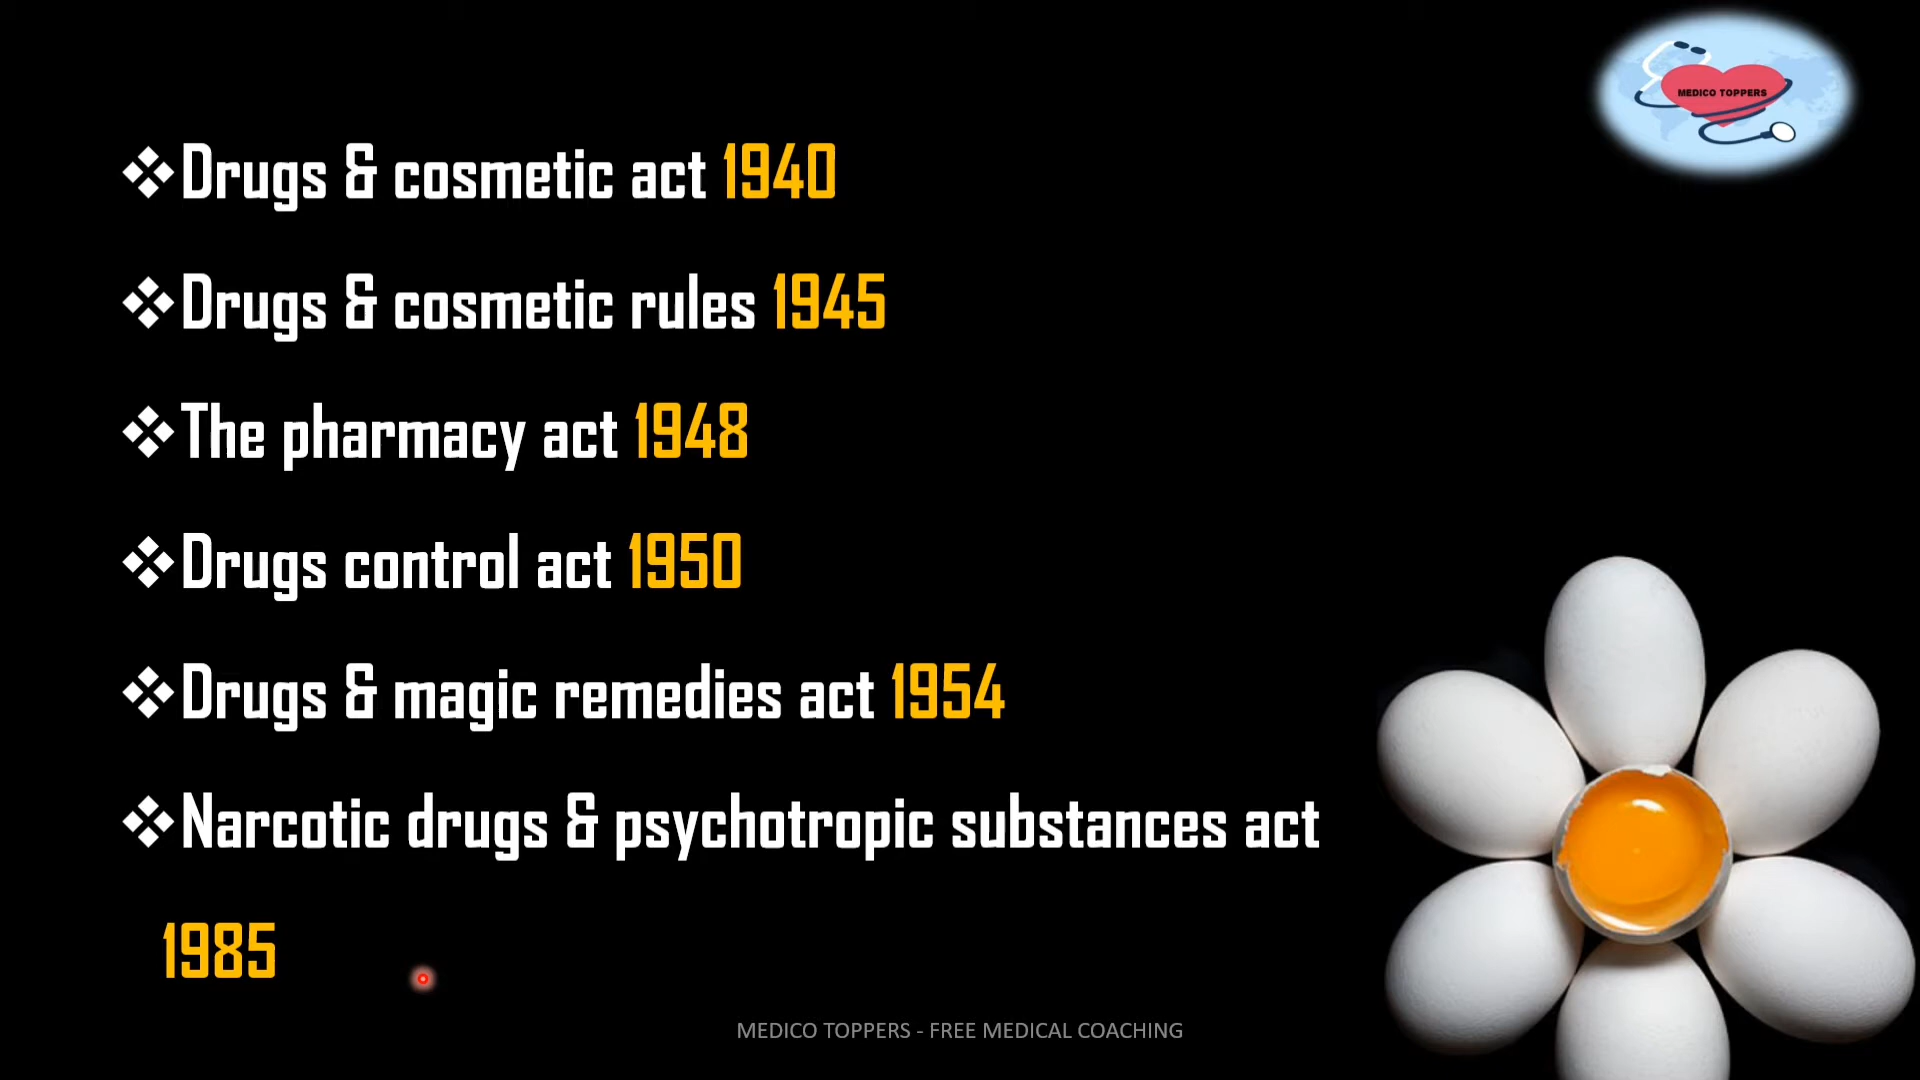 MEDICO TOPPERS
❖Drugs & cosmetic act 1940
❖Drugs & cosmetic rules 1945
❖The pharmacy act 1948
❖Drugs control act 1950
❖Drugs & magic remedies act 1954
❖Narcotic drugs & psychotropic substances act
1985
MEDICO TOPPERS - FREE MEDICAL COACHING